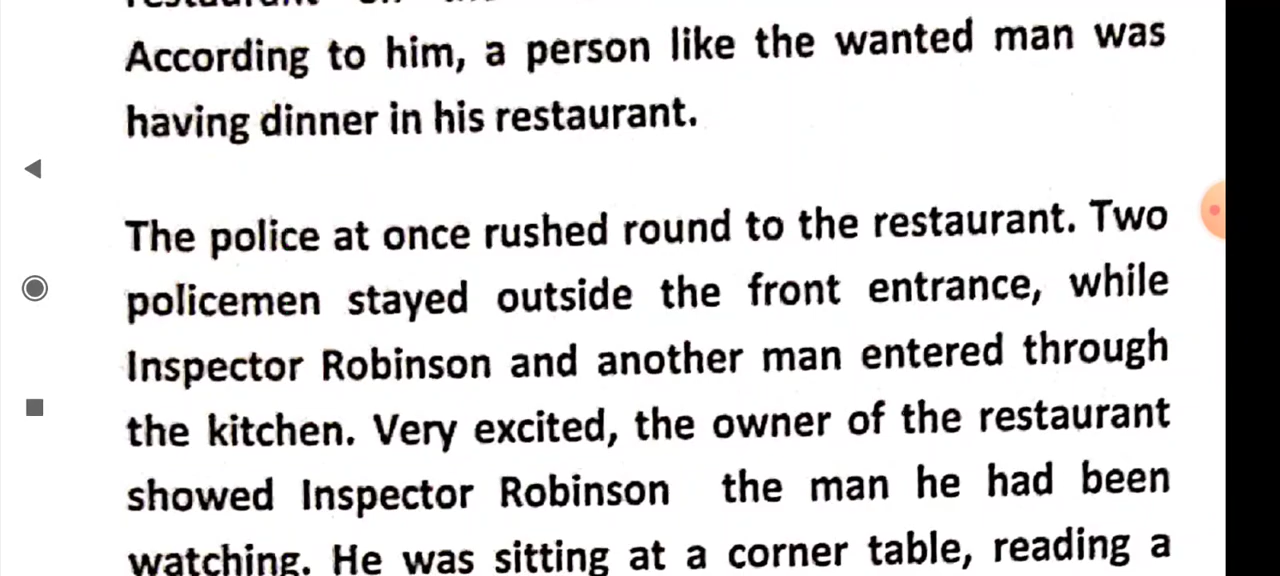 According to him, a person like the wanted man was
having dinner in his restaurant.
The police at once rushed round to the restaurant. Two
policemen stayed outside the front entrance, while
Inspector Robinson and another man entered through
the kitchen. Very excited, the owner of the restaurant
showed Inspector Robinson the man he had been
watching. He was sitting at a corner table, reading a